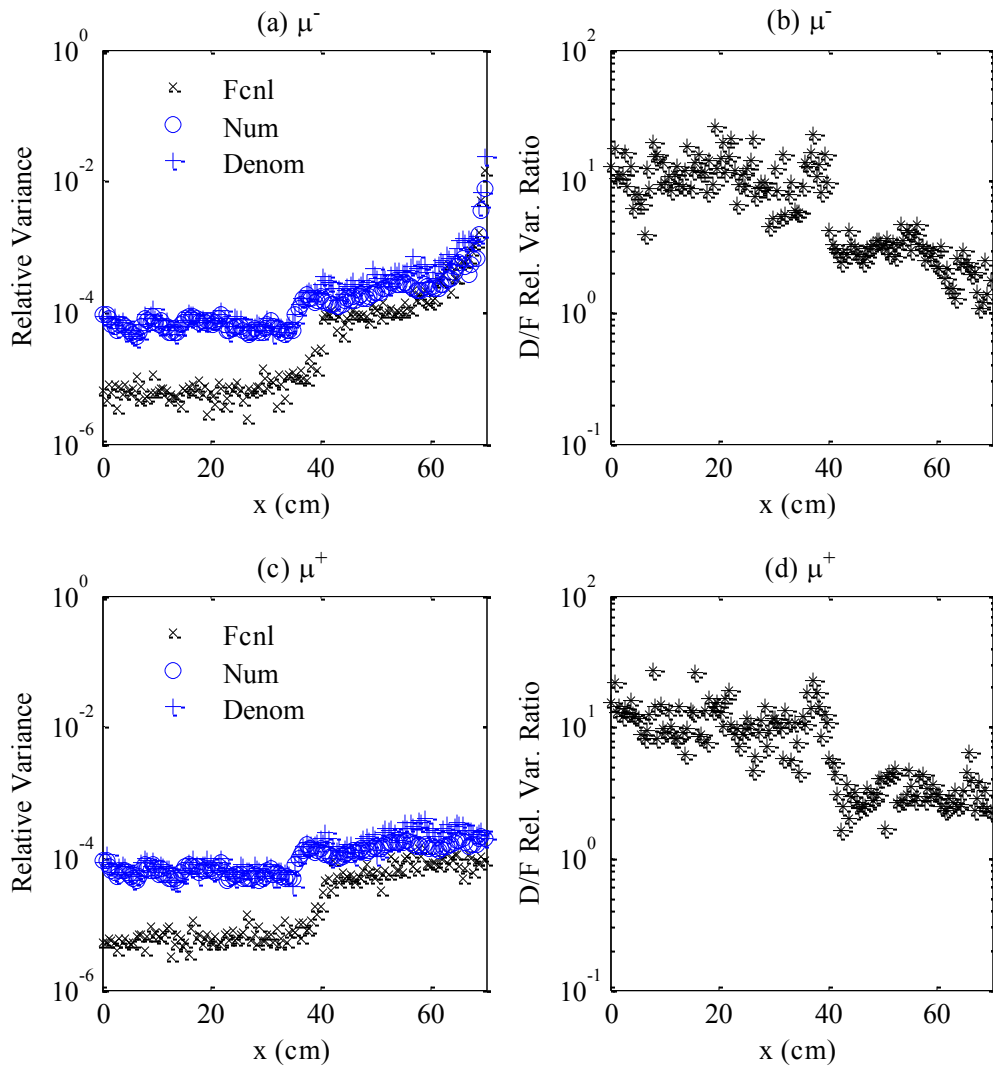 (a) μ⁻
10⁰
10⁻²
10⁻⁴
10⁻⁶
Relative Variance
Fcnl
Num
Denom
0 20 40 60
x (cm)
(b) μ⁻
10²
10¹
10⁰
10⁻¹
D/F Rel. Var. Ratio
0 20 40 60
x (cm)
(c) μ⁺
10⁰
10⁻²
10⁻⁴
10⁻⁶
Relative Variance
Fcnl
Num
Denom
0 20 40 60
x (cm)
(d) μ⁺
10²
10¹
10⁰
10⁻¹
D/F Rel. Var. Ratio
0 20 40 60
x (cm)